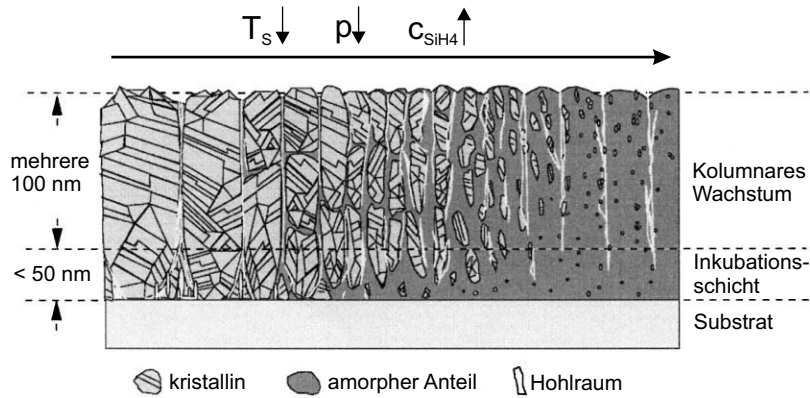 T_S↓ p↓ c_SiH4↑
mehrere
100 nm
< 50 nm
Kolumnares
Wachstum
Inkubations-
schicht
Substrat
kristallin amorpher Anteil Hohlraum